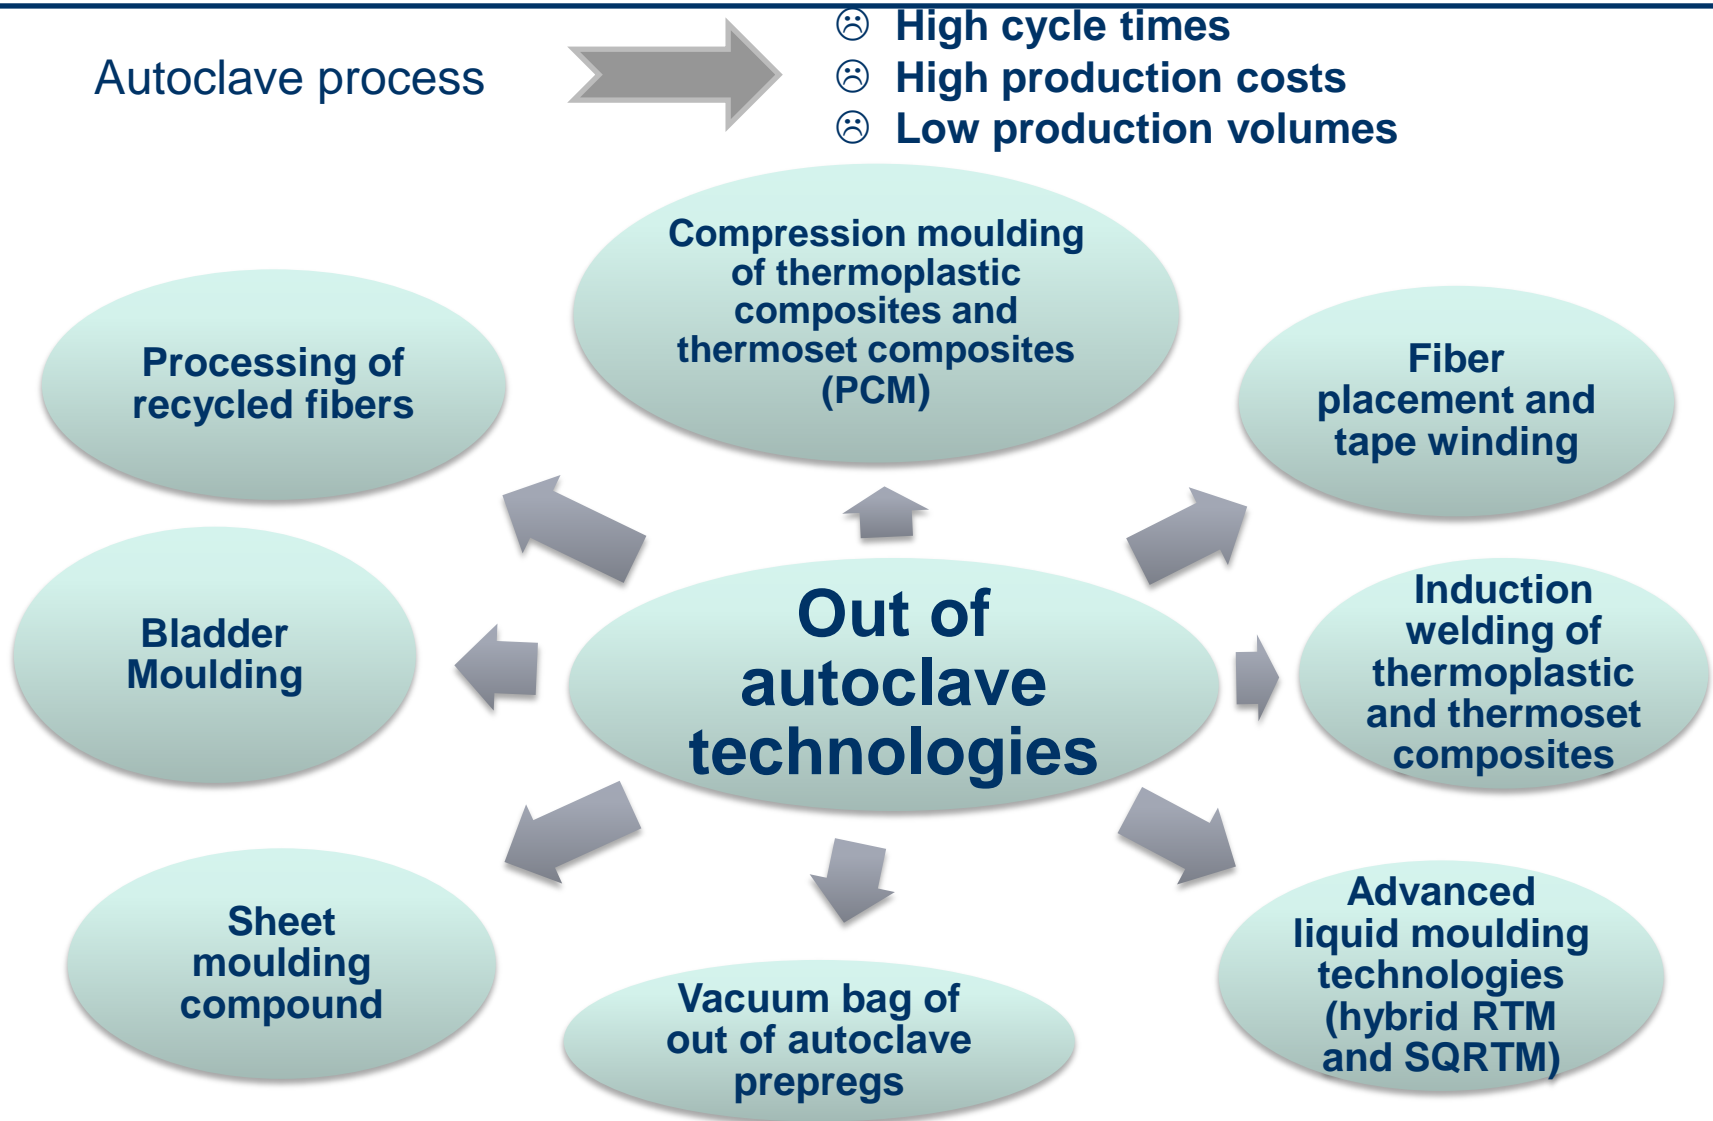 Autoclave process
☹ High cycle times
☹ High production costs
☹ Low production volumes
Compression moulding
of thermoplastic
composites and
thermoset composites
(PCM)
Processing of
recycled fibers
Fiber
placement and
tape winding
Bladder
Moulding
Out of
autoclave
technologies
Induction
welding of
thermoplastic
and thermoset
composites
Sheet
moulding
compound
Vacuum bag of
out of autoclave
prepregs
Advanced
liquid moulding
technologies
(hybrid RTM
and SQRTM)